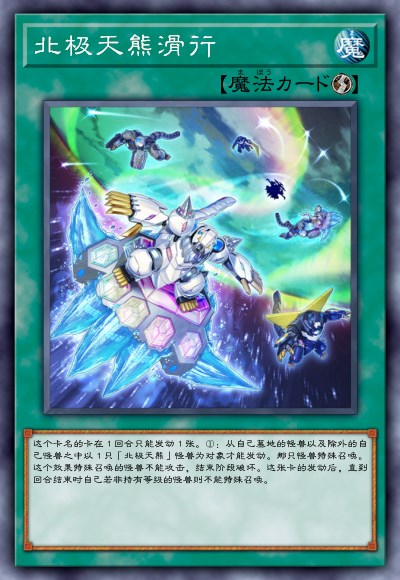 北极天熊滑行
魔
【魔法カード】
まほう
这个卡名的卡在1回合只能发动1张。①：从自己墓地的怪兽以及除外的自
己怪兽之中以1只「北极天熊」怪兽为对象才能发动。那只怪兽特殊召唤。
这个效果特殊召唤的怪兽不能攻击，结束阶段破坏。这张卡的发动后，直到
回合结束时自己若非持有等级的怪兽则不能特殊召唤。